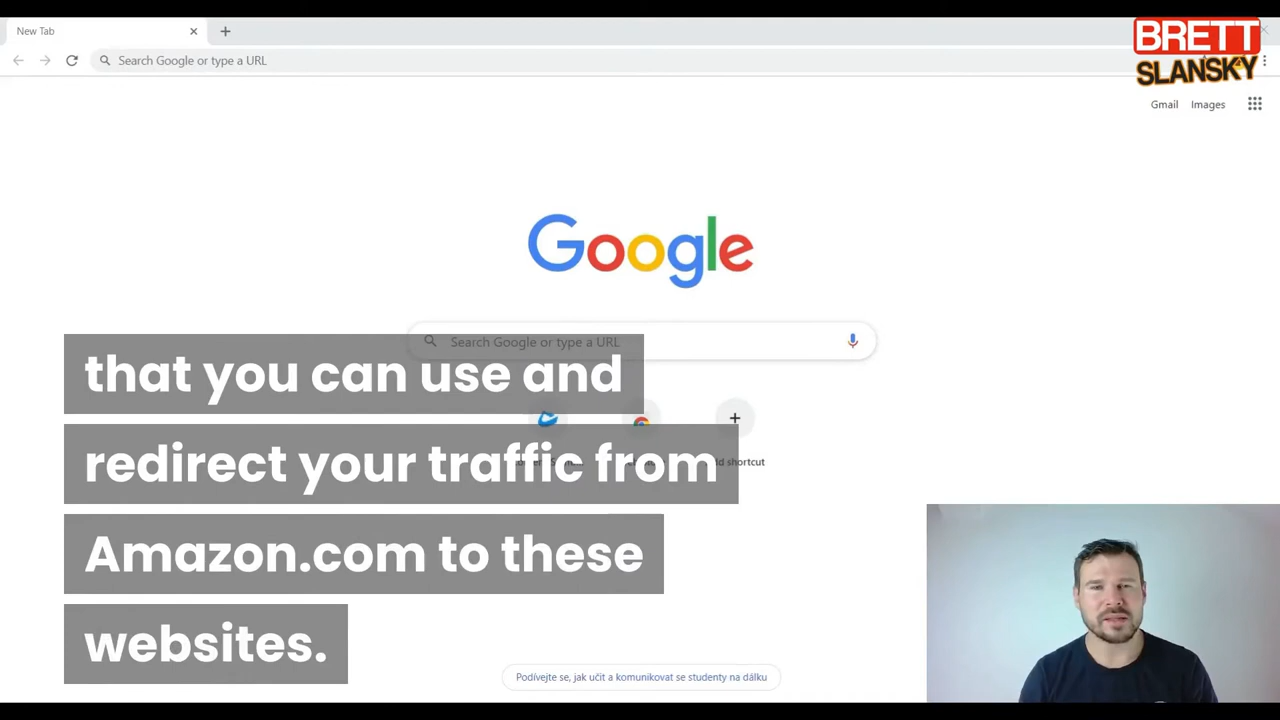 New Tab
Search Google or type a URL
BRETT
SLANSKY
Gmail
Images
Google
Search Google or type a URL
that you can use and
redirect your traffic from
shortcut
Amazon.com to these
websites.
Podívejte se, jak učit a komunikovat se studenty na dálku